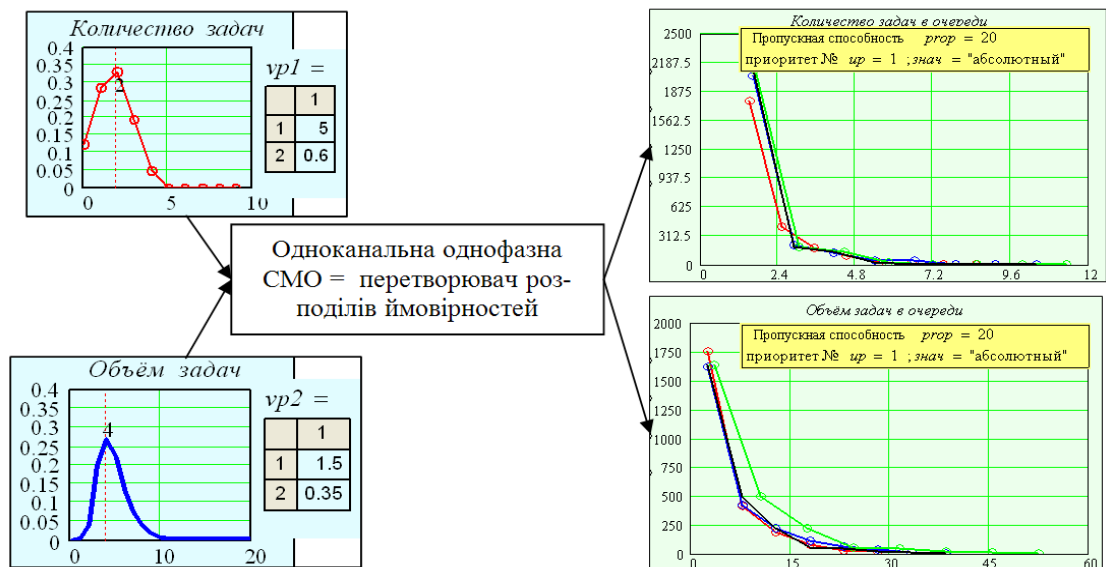 Количество задач
0.4
0.35
0.3
0.25
0.2
0.15
0.1
0.05
0
0 5 10
2
vp1 =
1
1 5
2 0.6
Объём задач
0.4
0.35
0.3
0.25
0.2
0.15
0.1
0.05
0
0 20
4
vp2 =
1
1 1.5
2 0.35
Одноканальна однофазна
СМО = перетворювач роз-
поділів ймовірностей
Количество задач в очереди
Пропускная способность prop = 20
приоритет № up = 1 ;знач = "абсолютный"
2500
2187.5
1875
1562.5
1250
937.5
625
312.5
0
0 2.4 4.8 7.2 9.6 12
Объём задач в очереди
Пропускная способность prop = 20
приоритет № up = 1 ;знач = "абсолютный"
2000
1750
1500
1250
1000
750
500
250
0
0 15 30 45 60